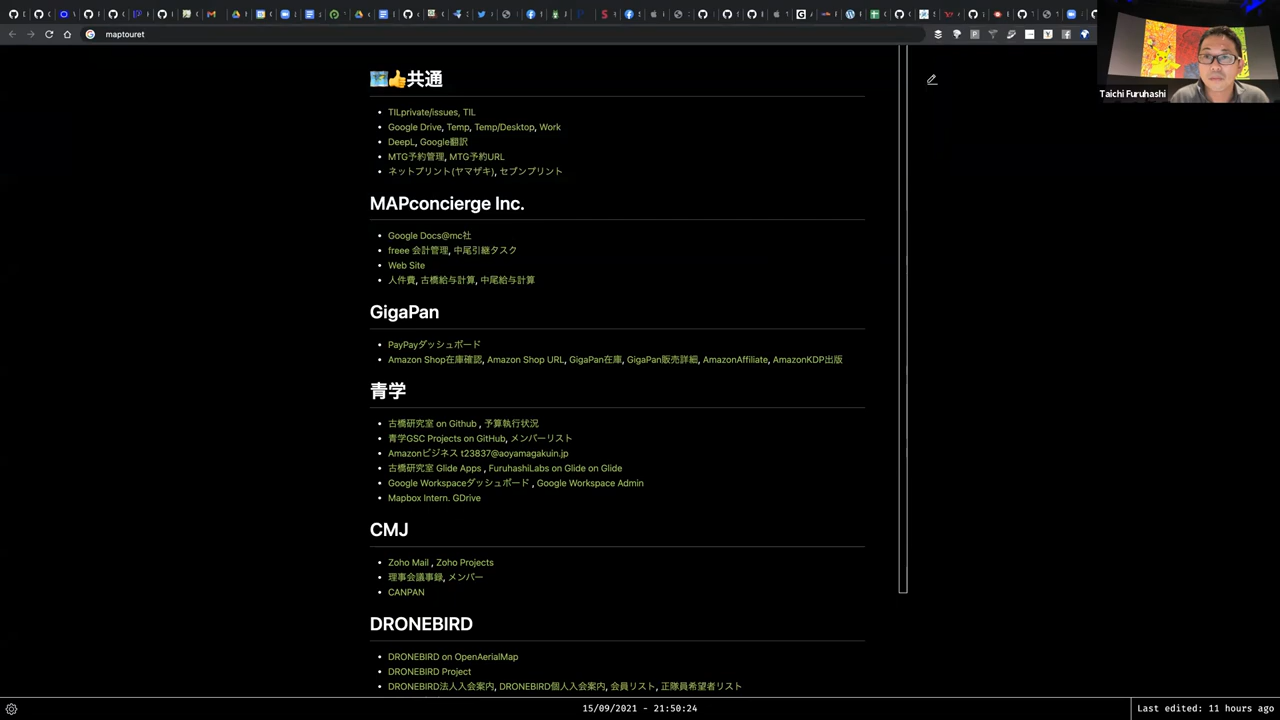 maptouret
🗺👍共通
TILprivate/issues, TIL
Google Drive, Temp, Temp/Desktop, Work
DeepL, Google翻訳
MTG予約管理, MTG予約URL
ネットプリント(ヤマザキ), セブンプリント
MAPconcierge Inc.
Google Docs@mc社
freee 会計管理, 中尾引継タスク
Web Site
人件費, 古橋給与計算, 中尾給与計算
GigaPan
PayPayダッシュボード
Amazon Shop在庫確認, Amazon Shop URL, GigaPan在庫, GigaPan販売詳細, AmazonAffiliate, AmazonKDP出版
青学
古橋研究室 on Github , 予算執行状況
青学GSC Projects on GitHub, メンバーリスト
Amazonビジネス t23837@aoyamagakuin.jp
古橋研究室 Glide Apps , FuruhashiLabs on Glide on Glide
Google Workspaceダッシュボード , Google Workspace Admin
Mapbox Intern. GDrive
CMJ
Zoho Mail , Zoho Projects
理事会議事録, メンバー
CANPAN
DRONEBIRD
DRONEBIRD on OpenAerialMap
DRONEBIRD Project
DRONEBIRD法人入会案内, DRONEBIRD個人入会案内, 会員リスト, 正隊員希望者リスト
Taichi Furuhashi
15/09/2021 - 21:50:24
Last edited: 11 hours ago